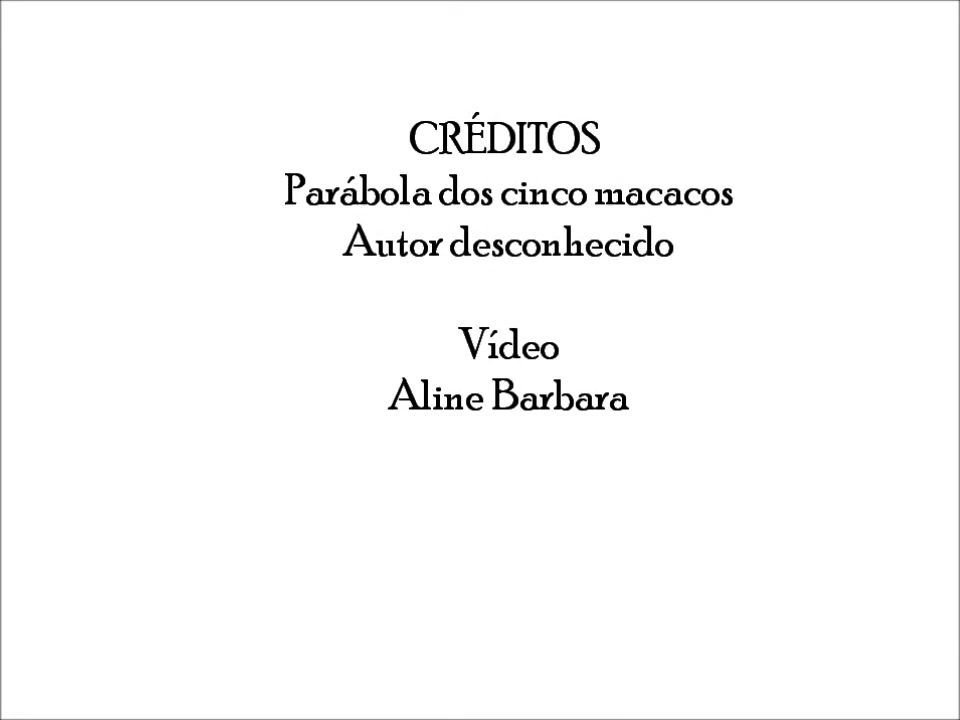 CRÉDITOS
Parábola dos cinco macacos
Autor desconhecido
Vídeo
Aline Barbara